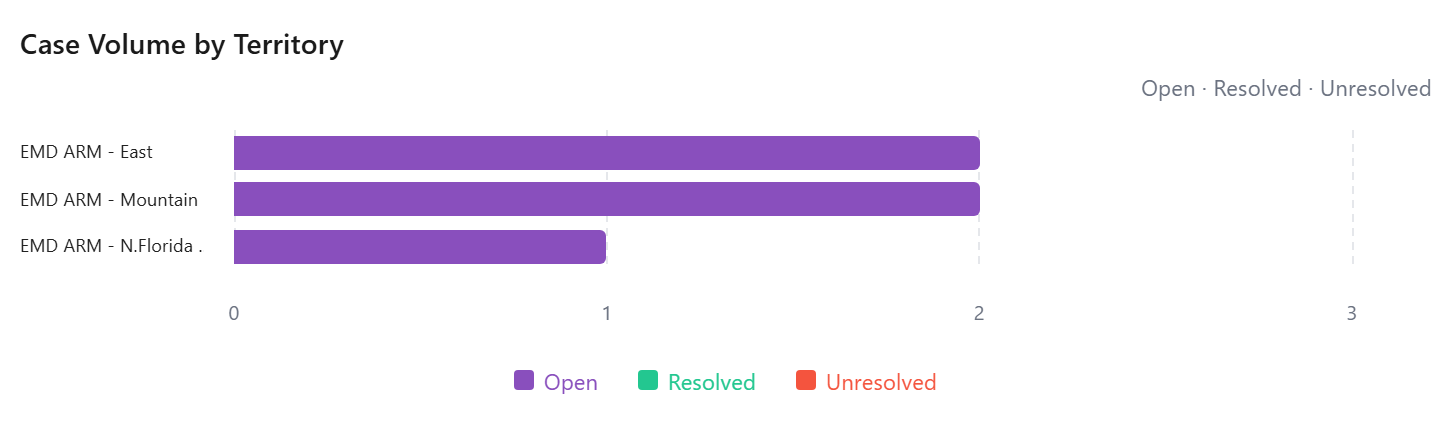 Case Volume by Territory
Open · Resolved · Unresolved
EMD ARM - East
EMD ARM - Mountain
EMD ARM - N.Florida .
0 1 2 3
Open Resolved Unresolved